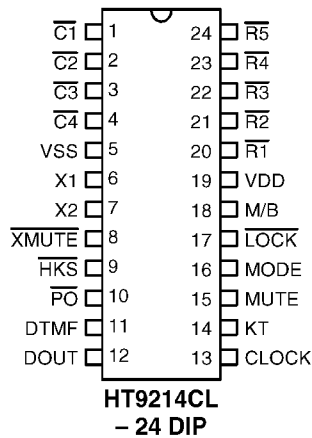 C1 1 24 R5
C2 2 23 R4
C3 3 22 R3
C4 4 21 R2
VSS 5 20 R1
X1 6 19 VDD
X2 7 18 M/B
XMUTE 8 17 LOCK
HKS 9 16 MODE
PO 10 15 MUTE
DTMF 11 14 KT
DOUT 12 13 CLOCK
HT9214CL
– 24 DIP